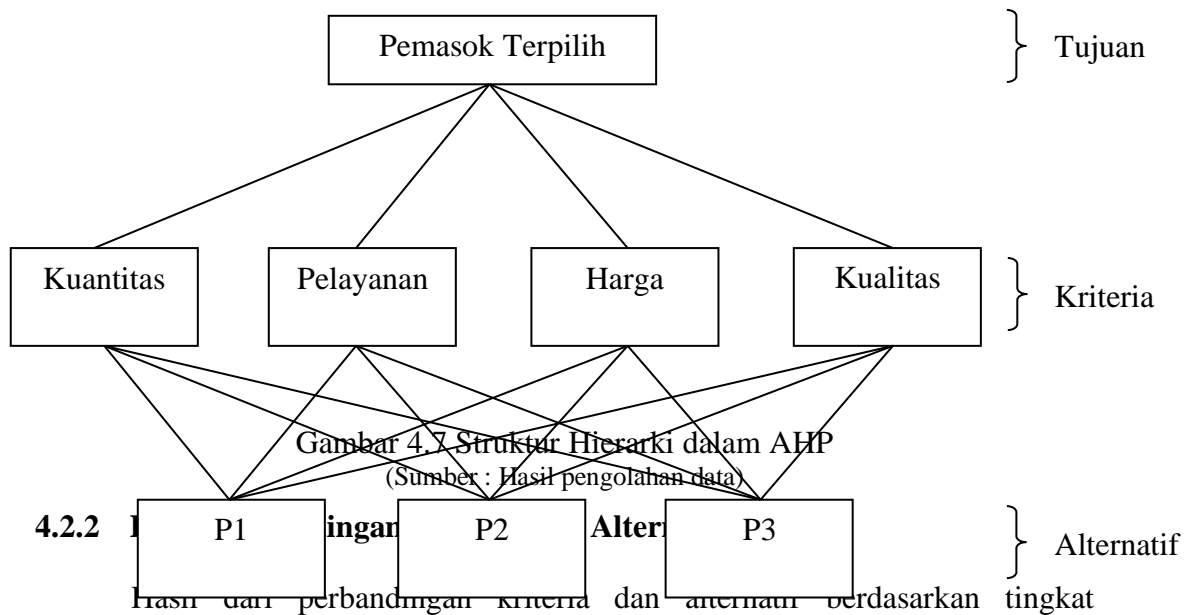 Pemasok Terpilih
Tujuan
Kuantitas
Pelayanan
Harga
Kualitas
Kriteria
Gambar 4.7 Struktur Hierarki dalam AHP
(Sumber : Hasil pengolahan data)
4.2.2 P1 P2 P3
Alternatif
Hasil dari perbandingan kriteria dan alternatif berdasarkan tingkat